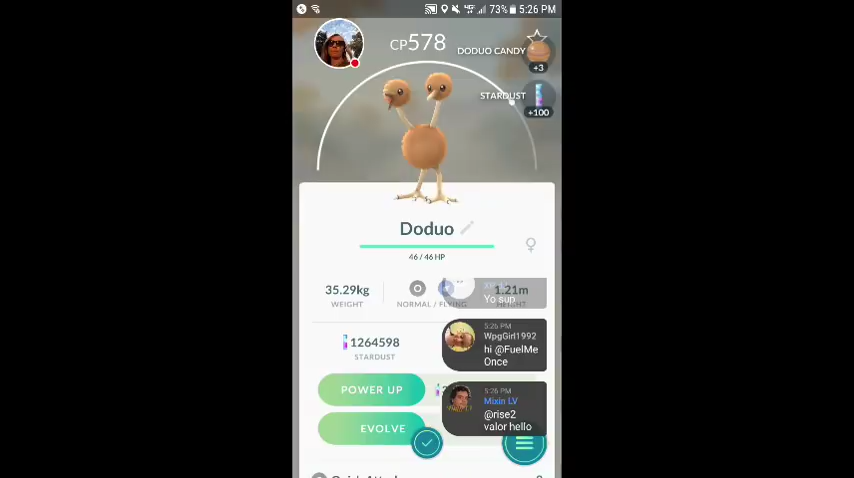 73% 5:26 PM
CP578
DODUO CANDY
+3
STARDUST
+100
Doduo
46 / 46 HP
35.29kg
WEIGHT
NORMAL / FLYING
1.21m
HEIGHT
Yo sun
1264598
STARDUST
5:26 PM
WpgGirl1992
hi @FuelMe
Once
POWER UP
5:26 PM
Mixin LV
@rise2
valor hello
EVOLVE